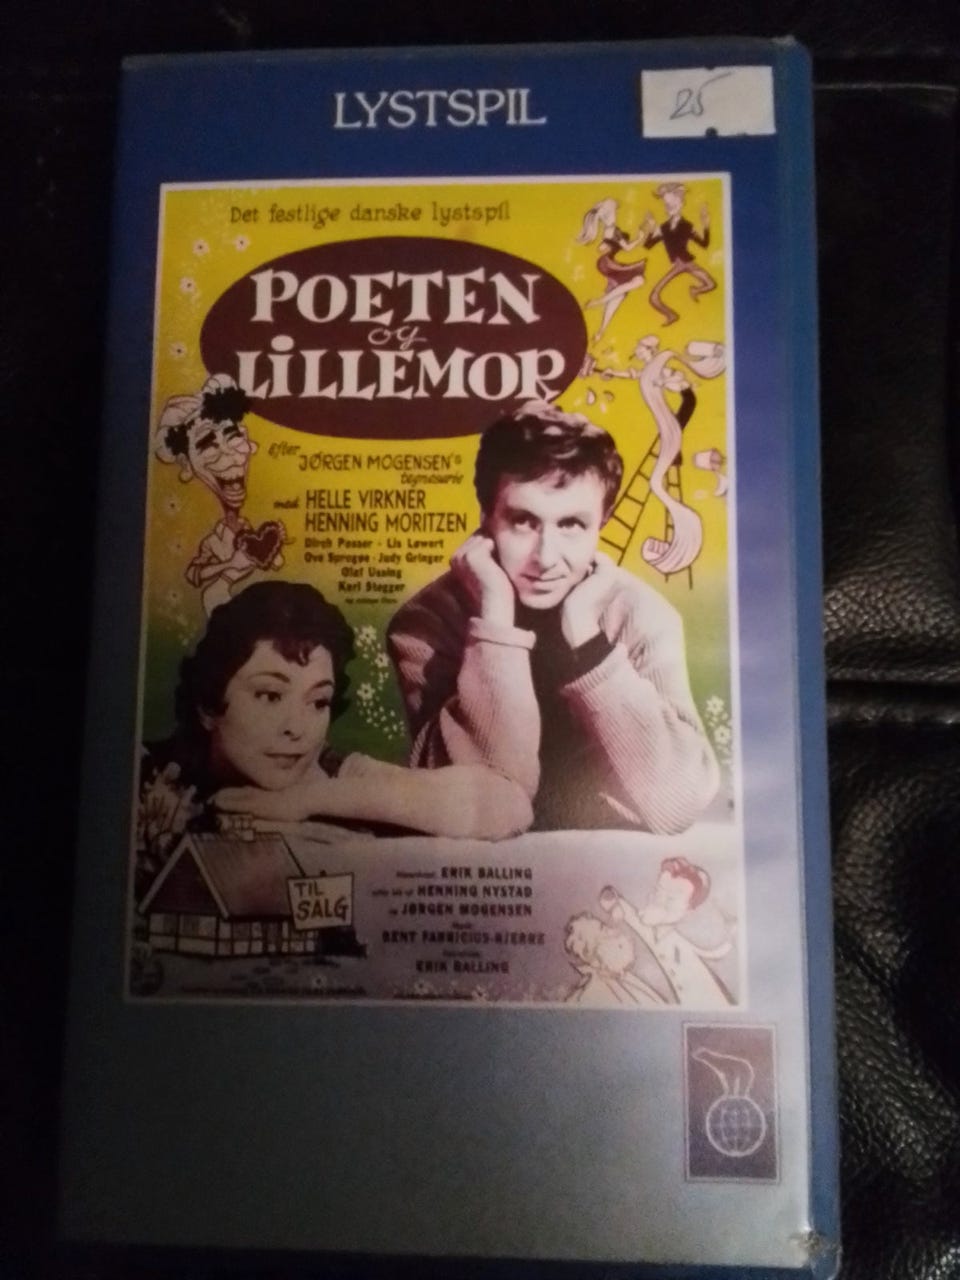 LYSTSPIL
25
Det festlige danske lystspil
POETEN
og
LILLEMOR
Efter JØRGEN MOGENSEN's
tegneserie
med HELLE VIRKNER
HENNING MORITZEN
Dirch Passer - Lis Løwert
Ove Sprogøe - Judy Gringer
Olaf Ussing
Karl Stegger
ERIK BALLING
HENNING NYSTAD
og JØRGEN MOGENSEN
BENT FABRICIUS-BJERRE
ERIK BALLING
TIL
SALG